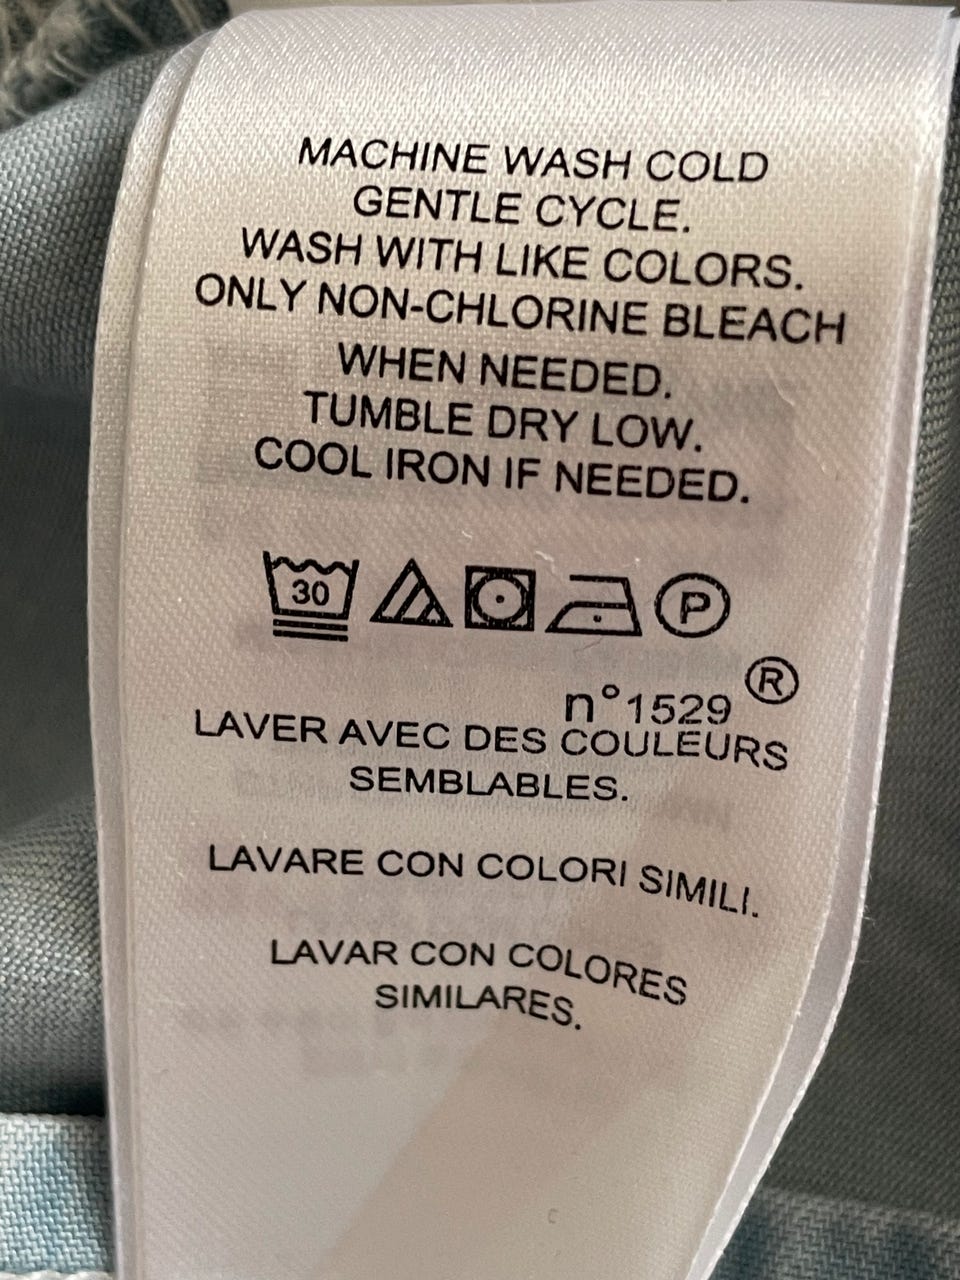 MACHINE WASH COLD
GENTLE CYCLE.
WASH WITH LIKE COLORS.
ONLY NON-CHLORINE BLEACH
WHEN NEEDED.
TUMBLE DRY LOW.
COOL IRON IF NEEDED.
30 P
n°1529 ®
LAVER AVEC DES COULEURS
SEMBLABLES.
LAVARE CON COLORI SIMILI.
LAVAR CON COLORES
SIMILARES.